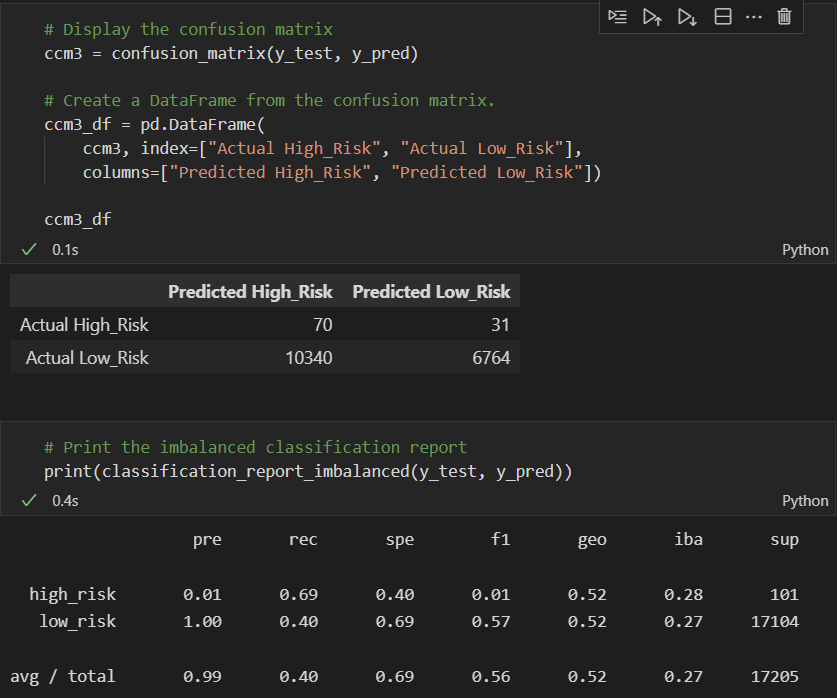 # Display the confusion matrix
ccm3 = confusion_matrix(y_test, y_pred)
# Create a DataFrame from the confusion matrix.
ccm3_df = pd.DataFrame(
    ccm3, index=["Actual High_Risk", "Actual Low_Risk"],
    columns=["Predicted High_Risk", "Predicted Low_Risk"])
ccm3_df
0.1s Python
Predicted High_Risk Predicted Low_Risk
Actual High_Risk 70 31
Actual Low_Risk 10340 6764
# Print the imbalanced classification report
print(classification_report_imbalanced(y_test, y_pred))
0.4s Python
pre rec spe f1 geo iba sup
high_risk 0.01 0.69 0.40 0.01 0.52 0.28 101
low_risk 1.00 0.40 0.69 0.57 0.52 0.27 17104
avg / total 0.99 0.40 0.69 0.56 0.52 0.27 17205